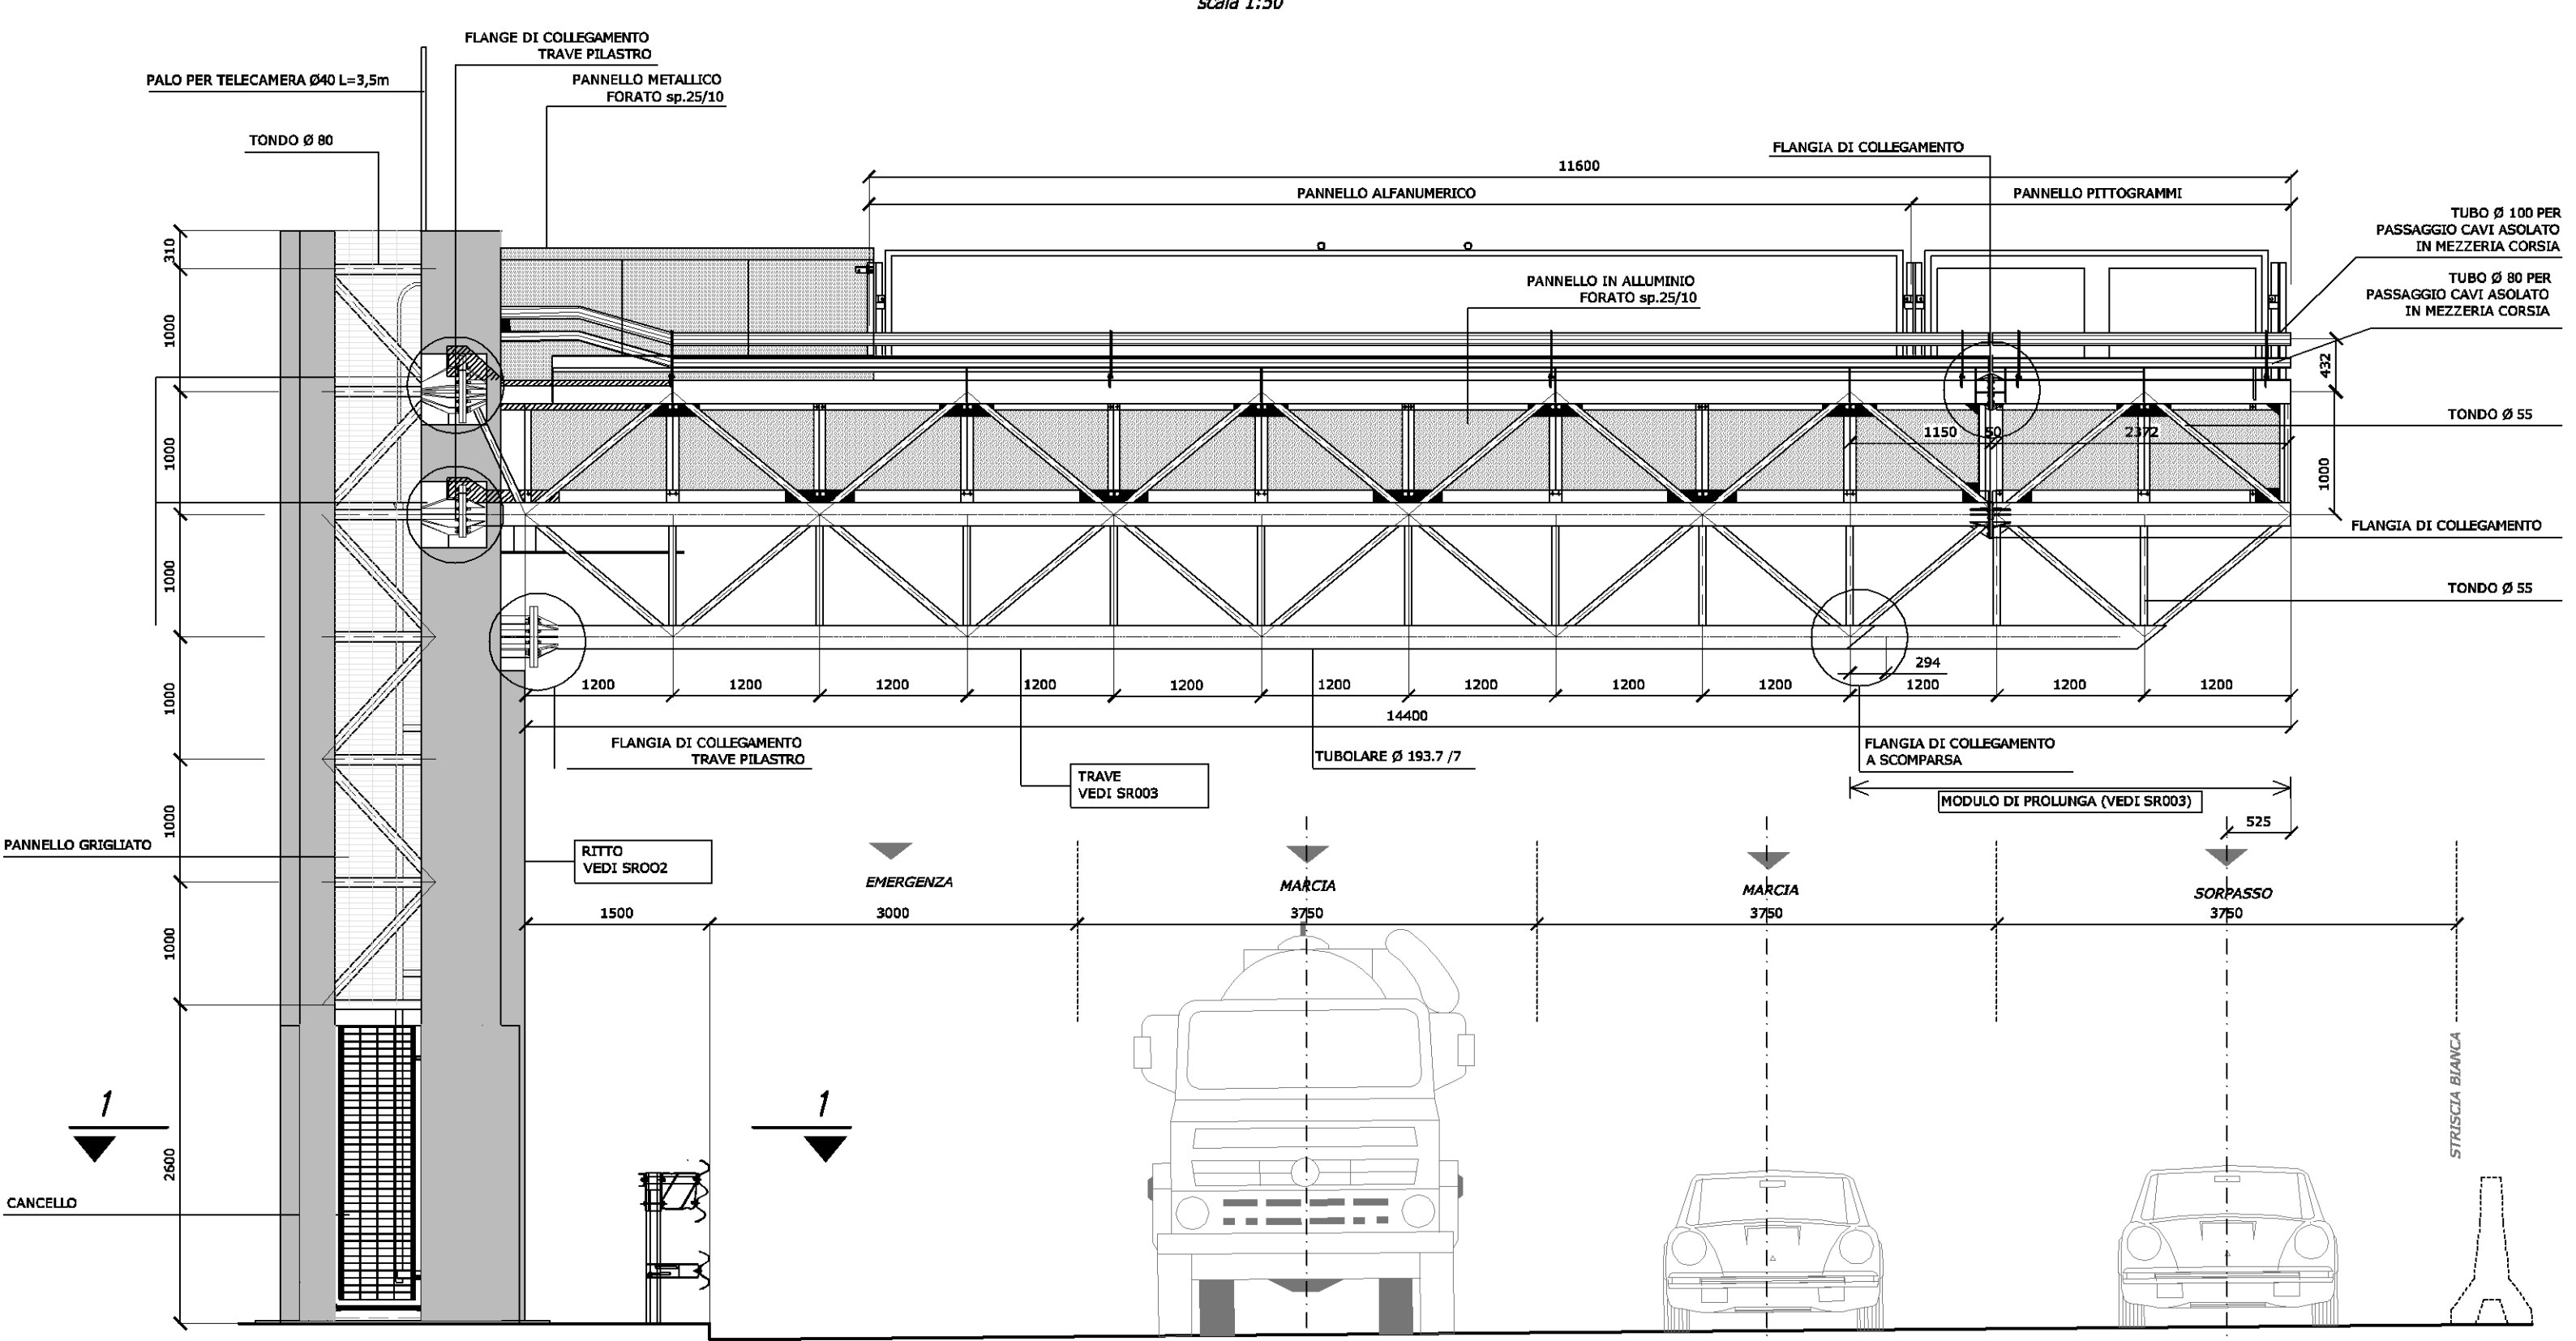 scala 1:50
FLANGE DI COLLEGAMENTO
TRAVE PILASTRO
PALO PER TELECAMERA Ø40 L=3,5m
PANNELLO METALLICO
FORATO sp.25/10
TONDO Ø 80
FLANGIA DI COLLEGAMENTO
11600
PANNELLO ALFANUMERICO
PANNELLO PITTOGRAMMI
TUBO Ø 100 PER
PASSAGGIO CAVI ASOLATO
IN MEZZERIA CORSIA
TUBO Ø 80 PER
PASSAGGIO CAVI ASOLATO
IN MEZZERIA CORSIA
PANNELLO IN ALLUMINIO
FORATO sp.25/10
310
1000
1000
1000
1000
1000
1000
2600
432
1000
TONDO Ø 55
1150
50
2372
FLANGIA DI COLLEGAMENTO
TONDO Ø 55
294
1200
1200
1200
1200
1200
1200
1200
1200
1200
1200
1200
1200
14400
FLANGIA DI COLLEGAMENTO
TRAVE PILASTRO
TUBOLARE Ø 193.7 /7
FLANGIA DI COLLEGAMENTO
A SCOMPARSA
TRAVE
VEDI SR003
MODULO DI PROLUNGA (VEDI SR003)
525
PANNELLO GRIGLIATO
RITTO
VEDI SROO2
EMERGENZA
MARCIA
MARCIA
SORPASSO
1500
3000
3750
3750
3750
STRISCIA BIANCA
1
1
CANCELLO